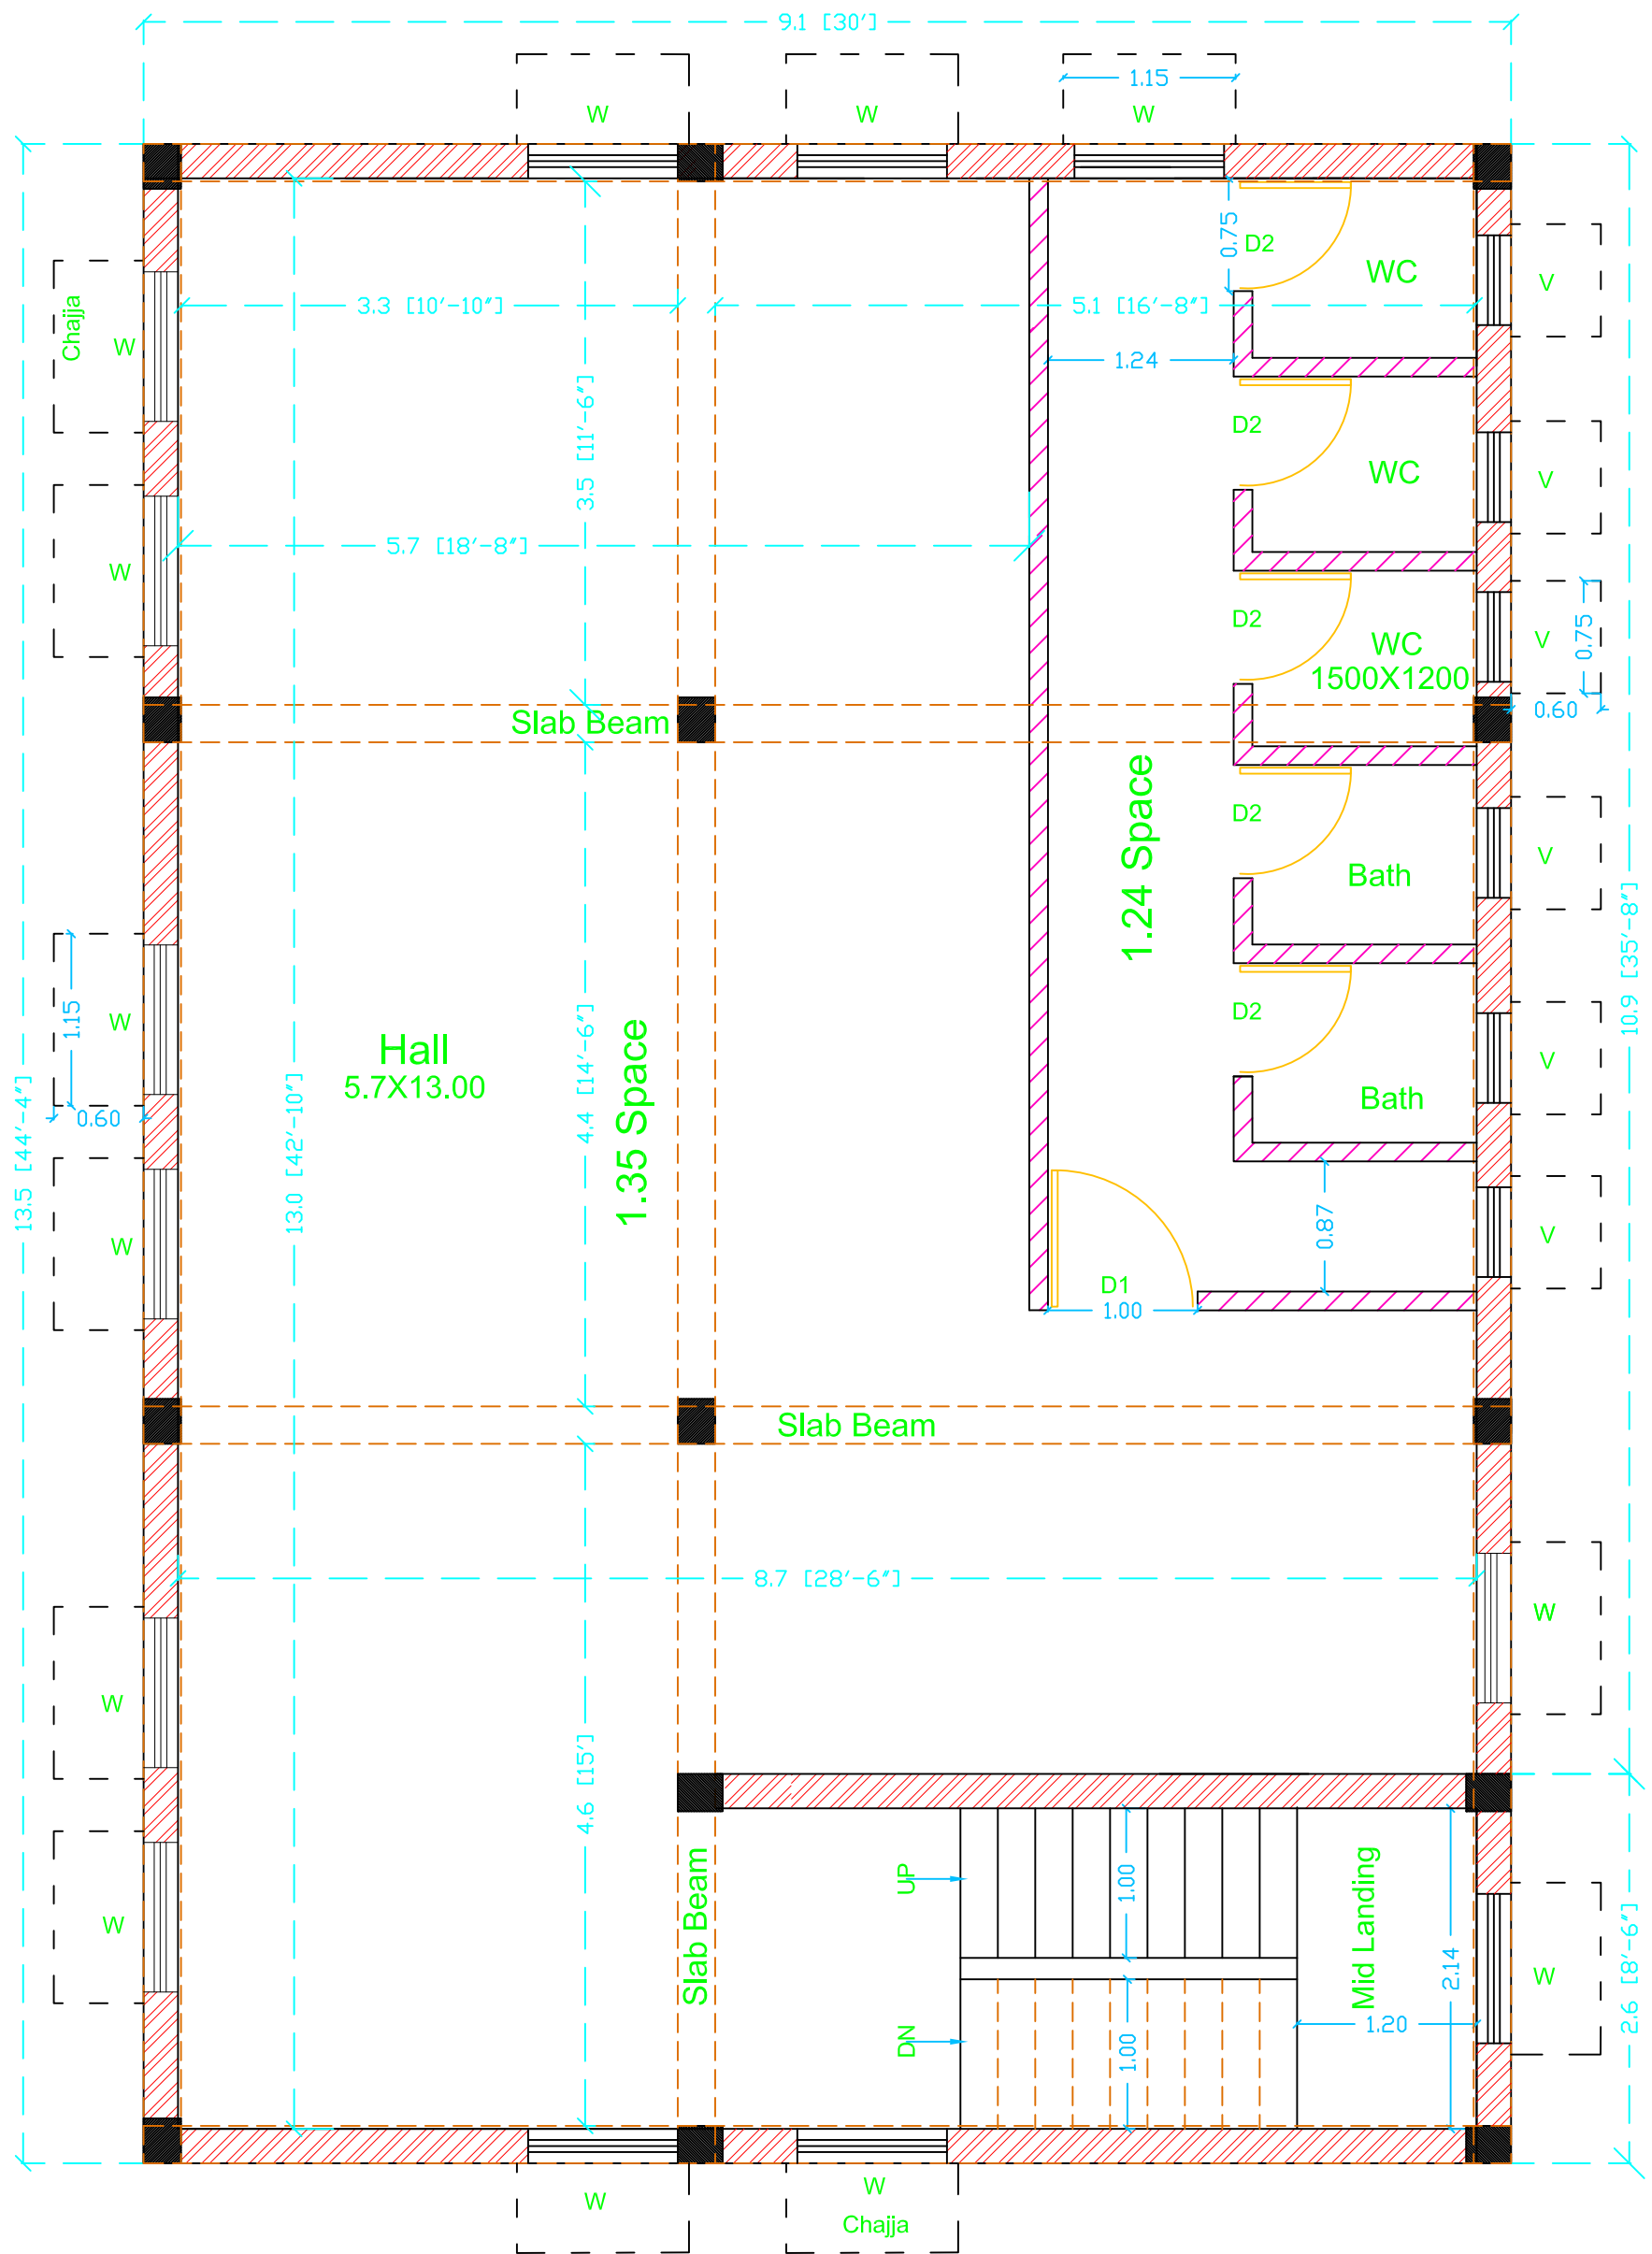 9.1 [30']
1.15
W
W
W
0.75
D2
WC
V
Chajja
W
3.3 [10'-10"]
5.1 [16'-8"]
1.24
3.5 [11'-6"]
D2
WC
V
5.7 [18'-8"]
W
D2
WC
1500X1200
V
0.75
0.60
Slab Beam
1.24 Space
D2
Bath
V
10.9 [35'-8"]
1.15
W
0.60
Hall
5.7X13.00
1.35 Space
4.4 [14'-6"]
D2
Bath
V
13.5 [44'-4"]
13.0 [42'-10"]
W
D1
1.00
0.87
V
Slab Beam
8.7 [28'-6"]
W
W
4.6 [15']
Slab Beam
UP
1.00
Mid Landing
2.14
W
W
DN
1.00
1.20
2.6 [8'-6"]
W
W
Chajja